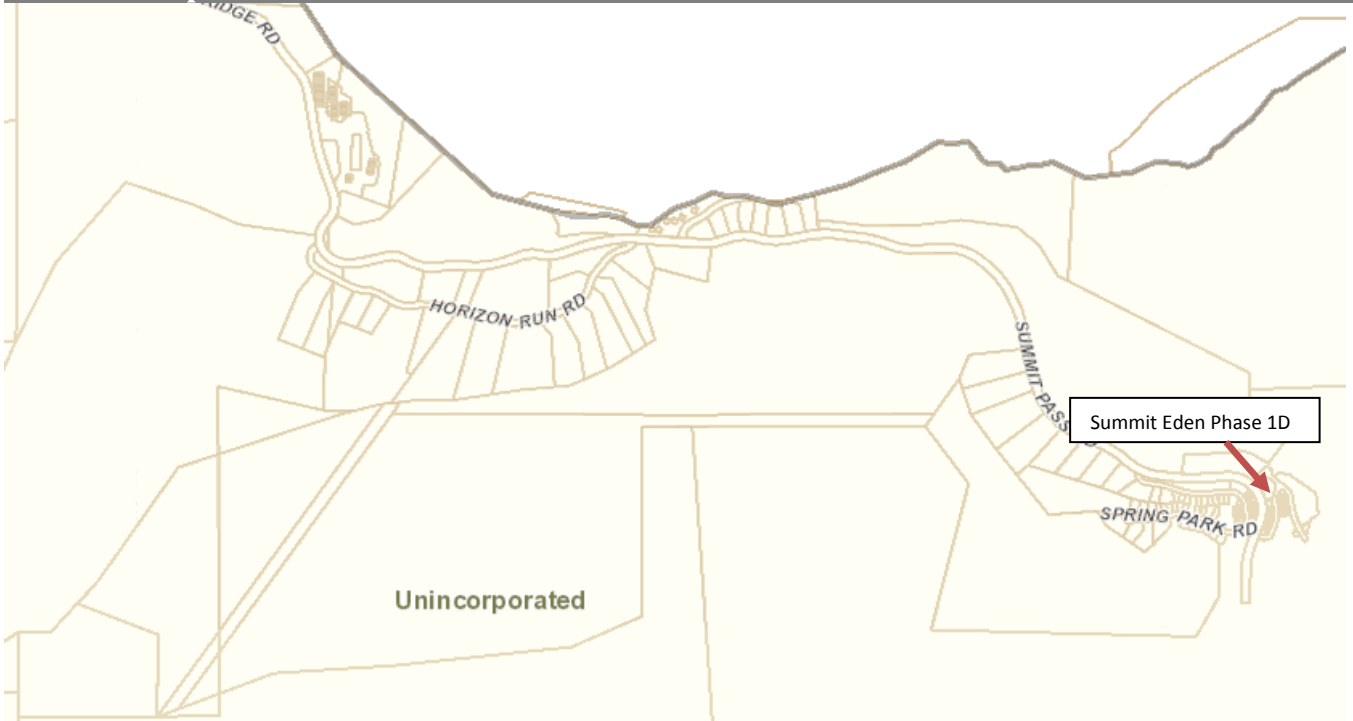 RIDGE RD
HORIZON RUN RD
SUMMIT PASS
Summit Eden Phase 1D
SPRING PARK RD
Unincorporated